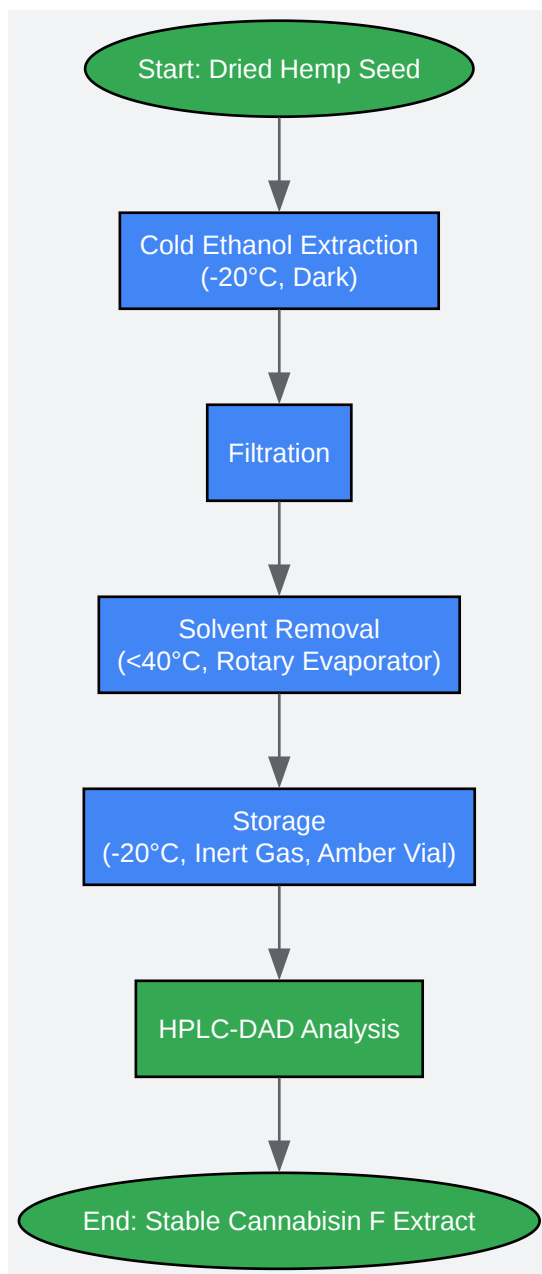 Start: Dried Hemp Seed
Cold Ethanol Extraction
(-20°C, Dark)
Filtration
Solvent Removal
(<40°C, Rotary Evaporator)
Storage
(-20°C, Inert Gas, Amber Vial)
HPLC-DAD Analysis
End: Stable Cannabisin F Extract